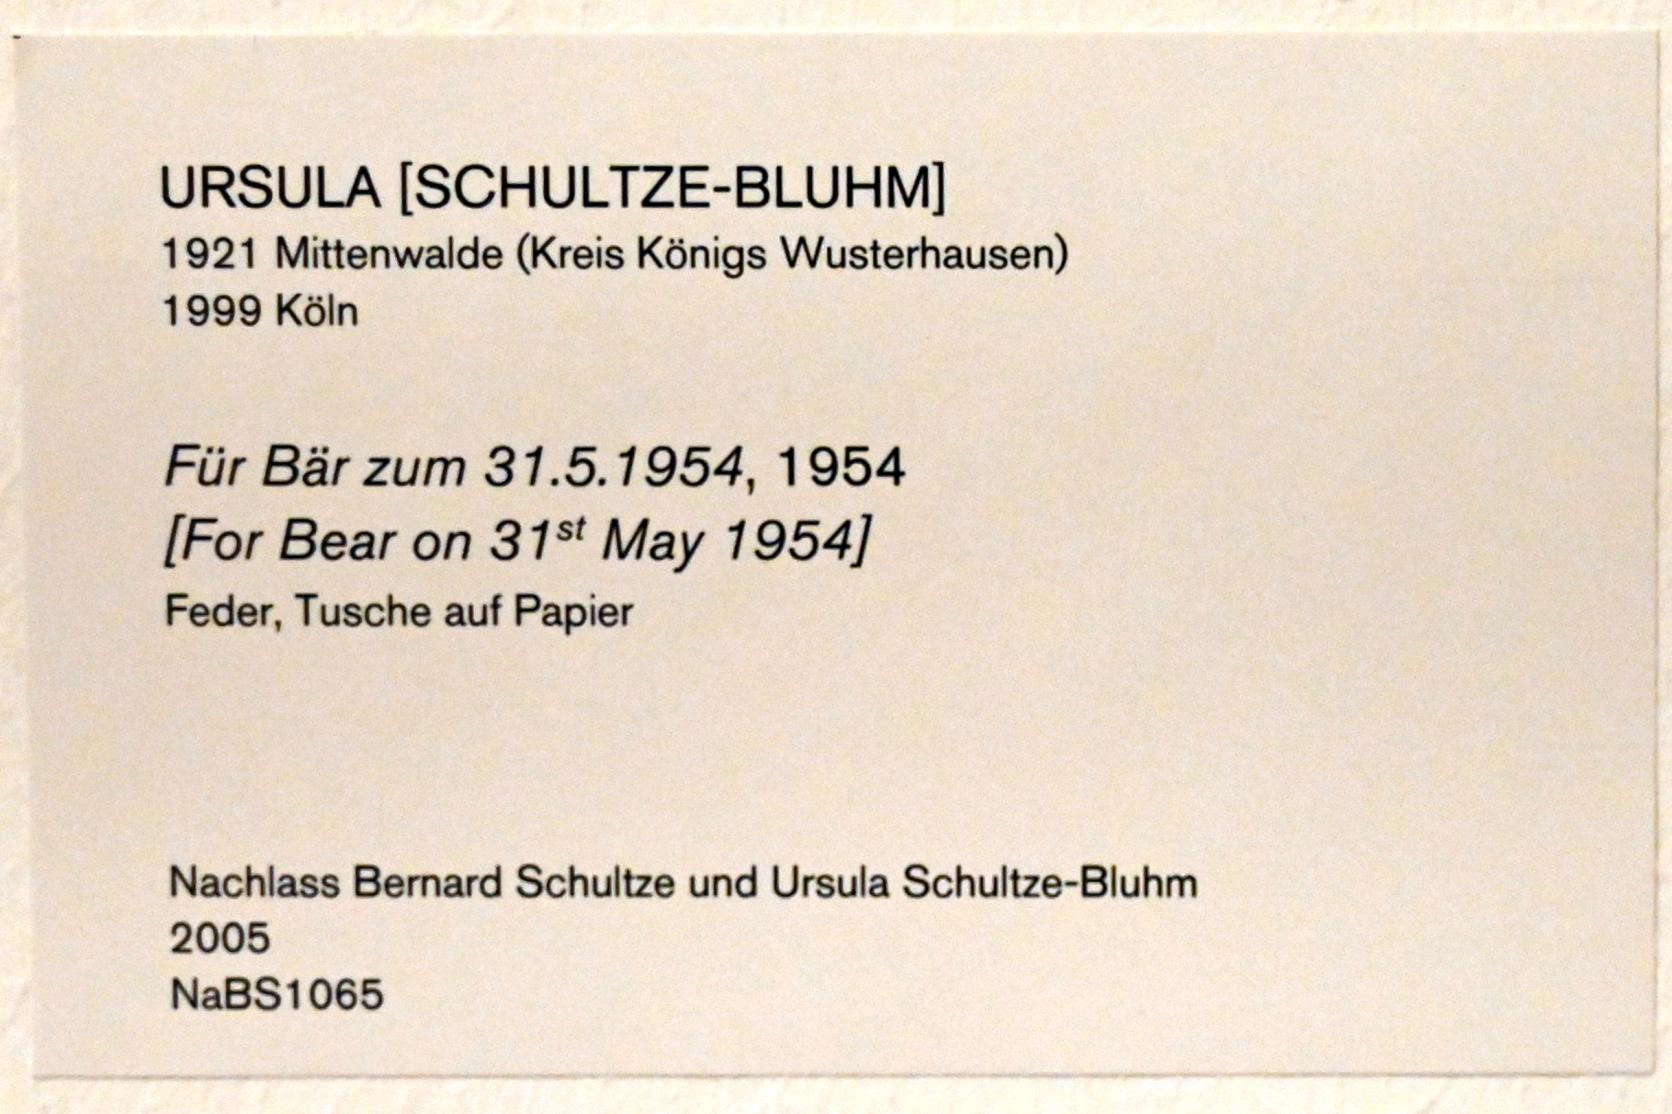 URSULA [SCHULTZE-BLUHM]
1921 Mittenwalde (Kreis Königs Wusterhausen)
1999 Köln
Für Bär zum 31.5.1954, 1954
[For Bear on 31st May 1954]
Feder, Tusche auf Papier
Nachlass Bernard Schultze und Ursula Schultze-Bluhm
2005
NaBS1065